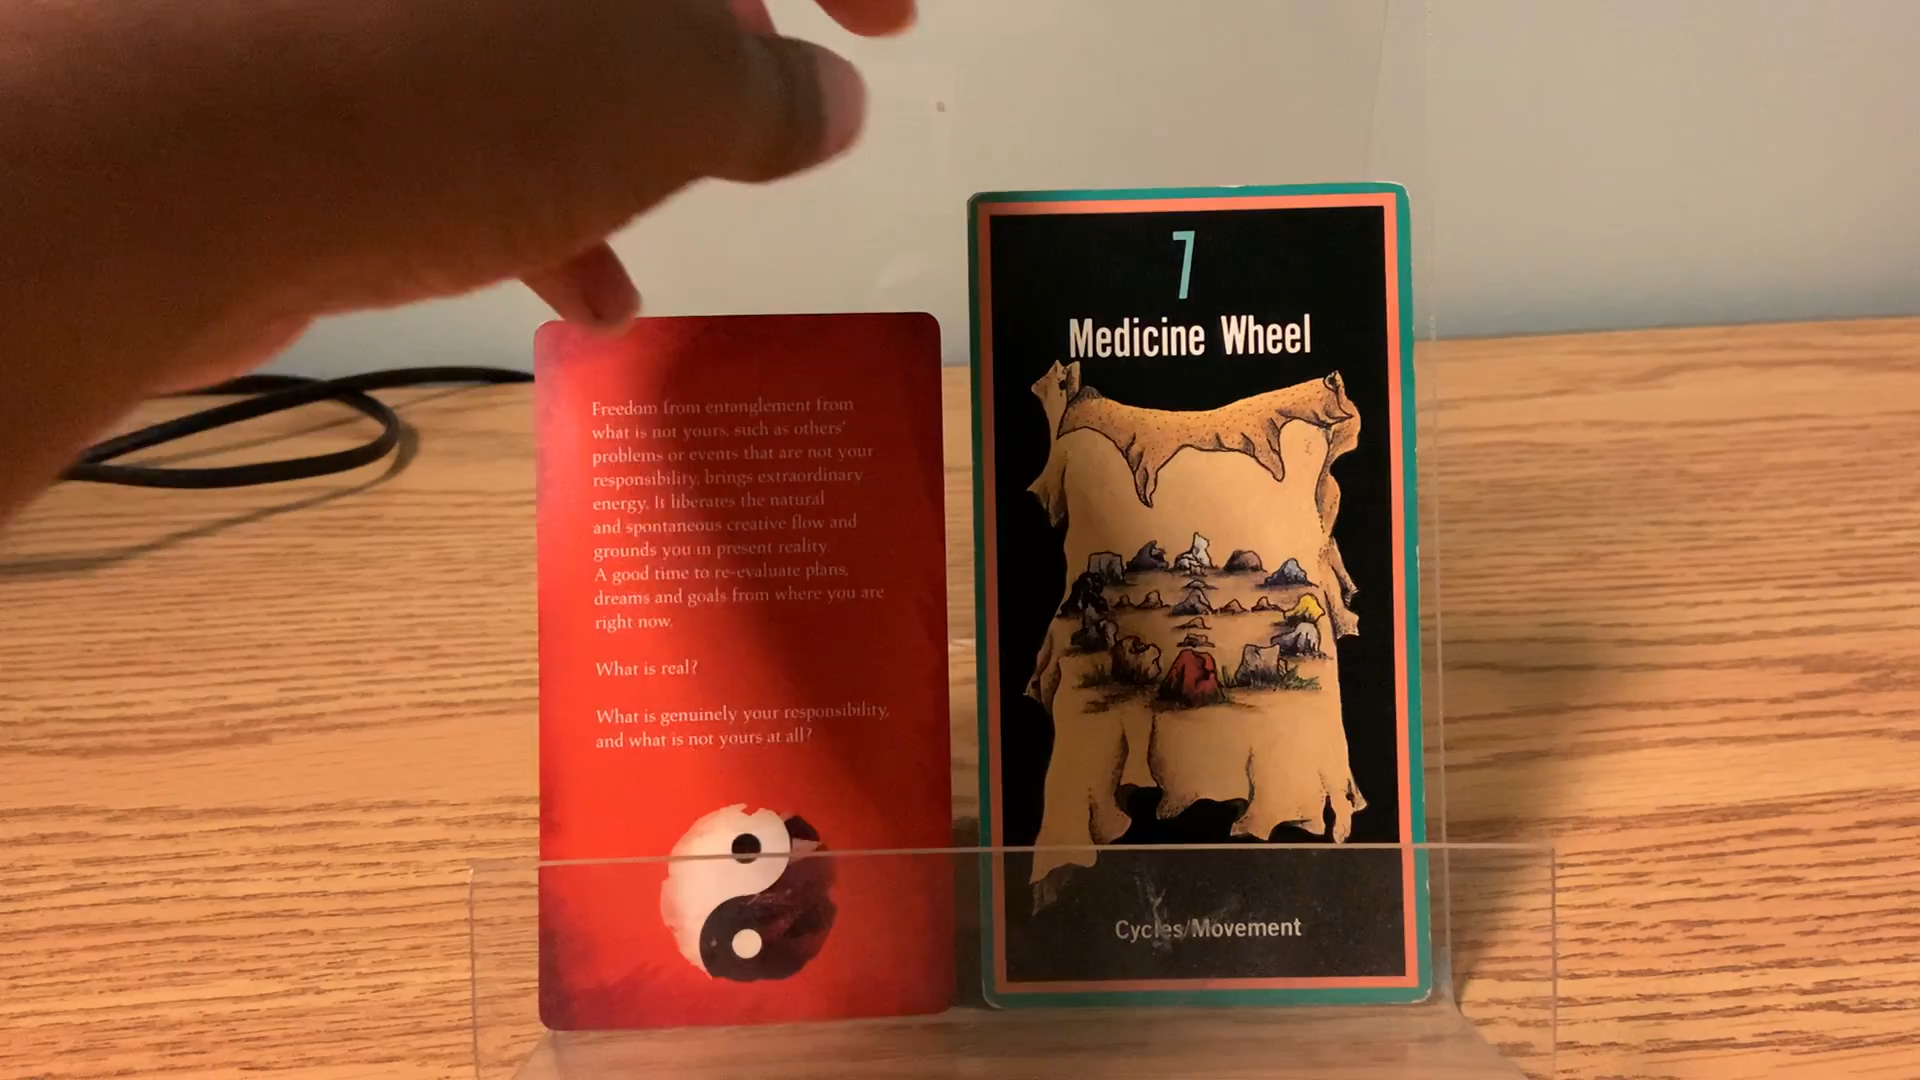 Freedom from entanglement from
what is not yours, such as others'
problems or events that are not your
responsibility, brings extraordinary
energy. It liberates the natural
and spontaneous creative flow and
grounds you in present reality.
A good time to re-evaluate plans,
dreams and goals from where you are
right now.
What is real?
What is genuinely your responsibility,
and what is not yours at all?
7
Medicine Wheel
Cycles/Movement